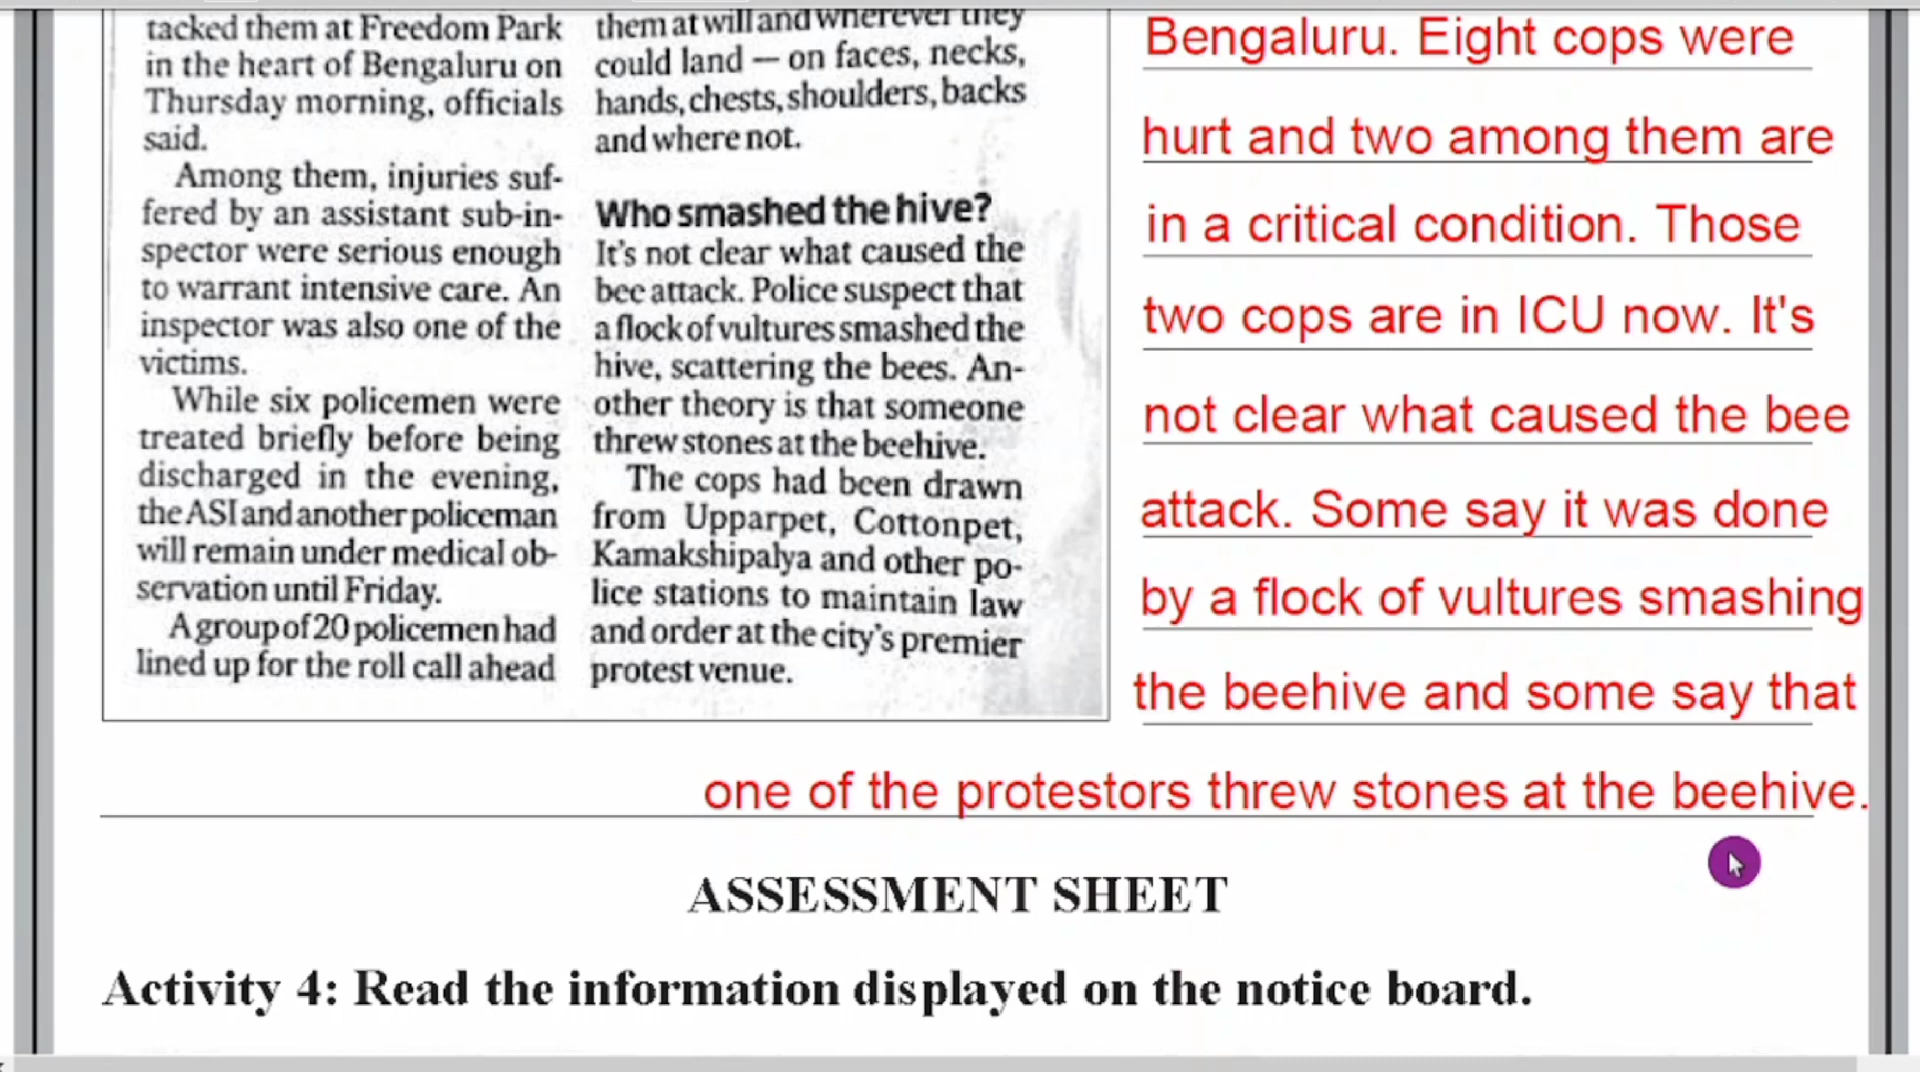 tacked them at Freedom Park
in the heart of Bengaluru on
Thursday morning, officials
said.
Among them, injuries suf-
fered by an assistant sub-in-
spector were serious enough
to warrant intensive care. An
inspector was also one of the
victims.
While six policemen were
treated briefly before being
discharged in the evening,
the ASI and another policeman
will remain under medical ob-
servation until Friday.
A group of 20 policemen had
lined up for the roll call ahead
them at will and wherever they
could land — on faces, necks,
hands, chests, shoulders, backs
and where not.
Who smashed the hive?
It's not clear what caused the
bee attack. Police suspect that
a flock of vultures smashed the
hive, scattering the bees. An-
other theory is that someone
threw stones at the beehive.
The cops had been drawn
from Upparpet, Cottonpet,
Kamakshipalya and other po-
lice stations to maintain law
and order at the city's premier
protest venue.
Bengaluru. Eight cops were
hurt and two among them are
in a critical condition. Those
two cops are in ICU now. It's
not clear what caused the bee
attack. Some say it was done
by a flock of vultures smashing
the beehive and some say that
one of the protestors threw stones at the beehive.
ASSESSMENT SHEET
Activity 4: Read the information displayed on the notice board.